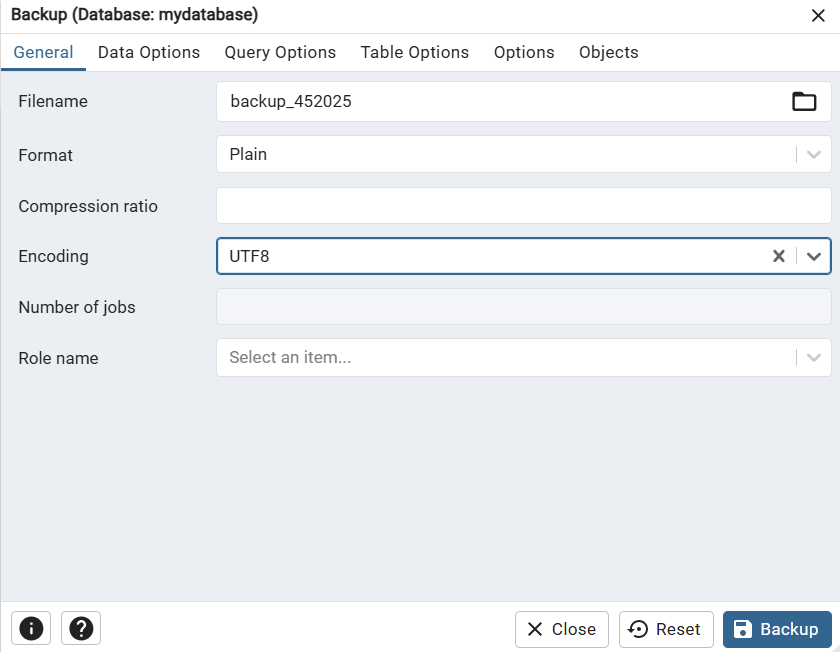 Backup (Database: mydatabase)
General Data Options Query Options Table Options Options Objects
Filename backup_452025
Format Plain
Compression ratio
Encoding UTF8
Number of jobs
Role name Select an item...
Close Reset Backup